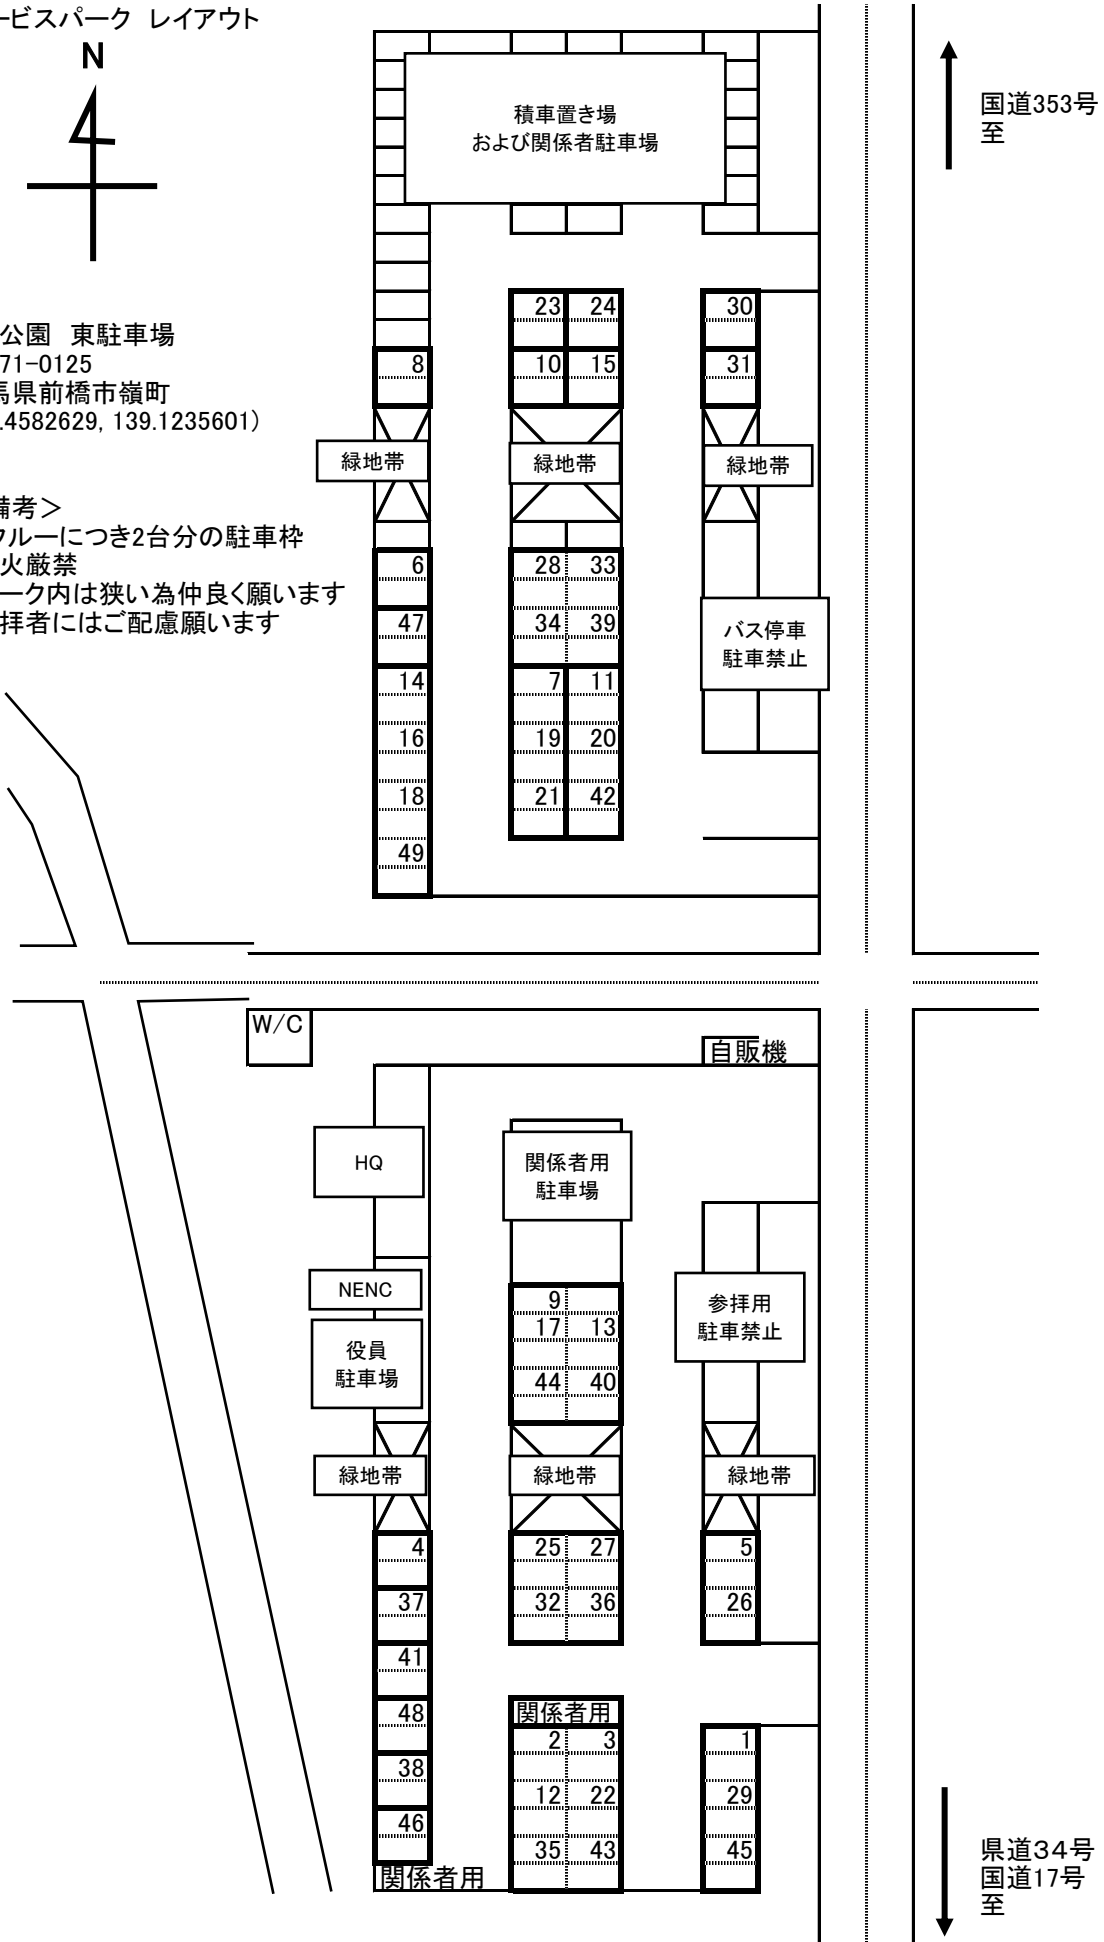 ービスパーク レイアウト
N
国道353号
至
積車置き場
および関係者駐車場
公園 東駐車場
71-0125
馬県前橋市嶺町
.4582629, 139.1235601)
備考＞
クルーにつき2台分の駐車枠
火厳禁
ーク内は狭い為仲良く願います
拝者にはご配慮願います
23 24 30
8 10 15 31
緑地帯 緑地帯 緑地帯
6 28 33
47 34 39
バス停車
駐車禁止
14 7 11
16 19 20
18 21 42
49
W/C
自販機
HQ
関係者用
駐車場
NENC
役員
駐車場
参拝用
駐車禁止
9
17 13
44 40
緑地帯 緑地帯 緑地帯
4 25 27 5
37 32 36 26
41
48 関係者用
2 3 1
38
12 22 29
46
35 43 45
関係者用
県道34号
国道17号
至